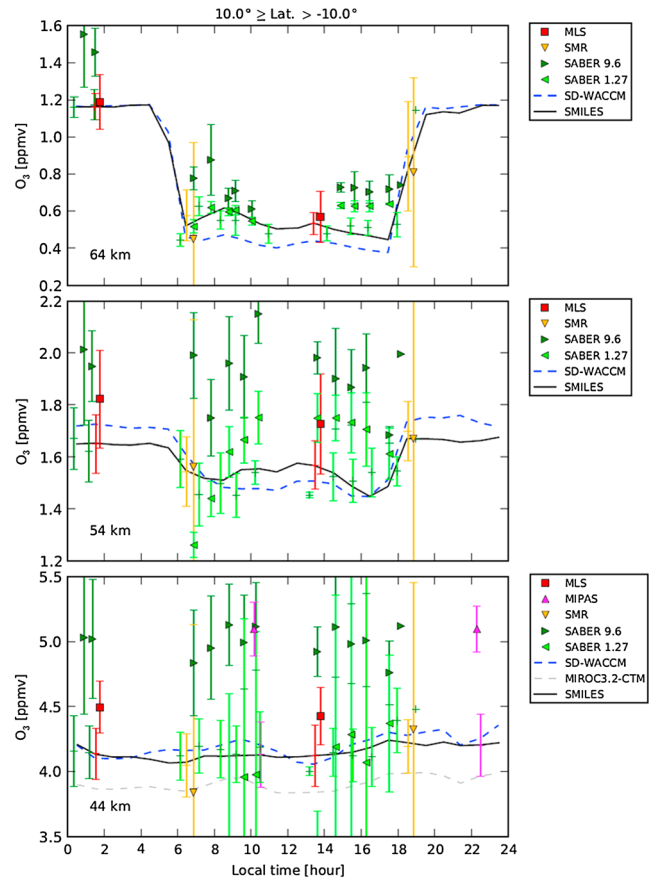 10.0° ≥ Lat. > -10.0°
1.6
1.4
1.2
1.0
0.8
0.6
0.4
0.2
O3 [ppmv]
64 km
MLS
SMR
SABER 9.6
SABER 1.27
SD-WACCM
SMILES
2.2
2.0
1.8
1.6
1.4
1.2
O3 [ppmv]
54 km
MLS
SMR
SABER 9.6
SABER 1.27
SD-WACCM
SMILES
5.5
5.0
4.5
4.0
3.5
O3 [ppmv]
44 km
MLS
MIPAS
SMR
SABER 9.6
SABER 1.27
SD-WACCM
MIROC3.2-CTM
SMILES
0 2 4 6 8 10 12 14 16 18 20 22 24
Local time [hour]